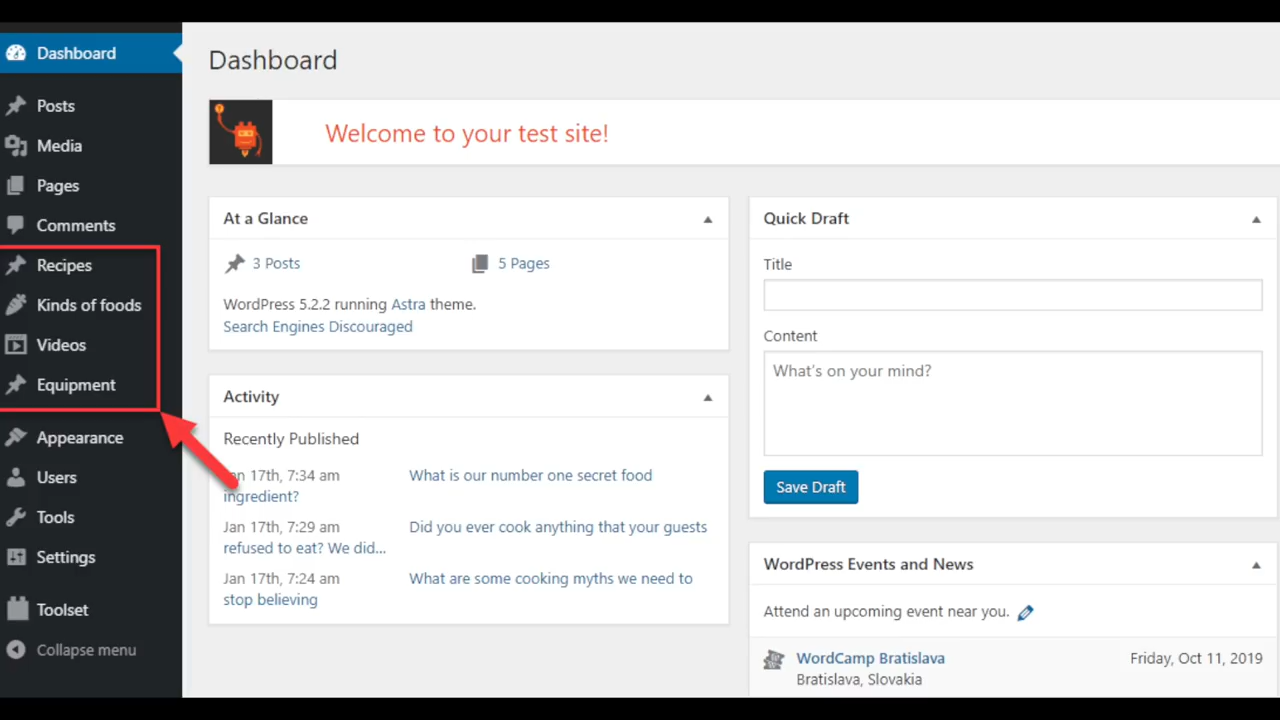 Dashboard
Posts
Media
Pages
Comments
Recipes
Kinds of foods
Videos
Equipment
Appearance
Users
Tools
Settings
Toolset
Collapse menu
Dashboard
Welcome to your test site!
At a Glance
3 Posts 5 Pages
WordPress 5.2.2 running Astra theme.
Search Engines Discouraged
Activity
Recently Published
17th, 7:34 am What is our number one secret food
ingredient?
Jan 17th, 7:29 am Did you ever cook anything that your guests
refused to eat? We did...
Jan 17th, 7:24 am What are some cooking myths we need to
stop believing
Quick Draft
Title
Content
What's on your mind?
Save Draft
WordPress Events and News
Attend an upcoming event near you.
WordCamp Bratislava Friday, Oct 11, 2019
Bratislava, Slovakia